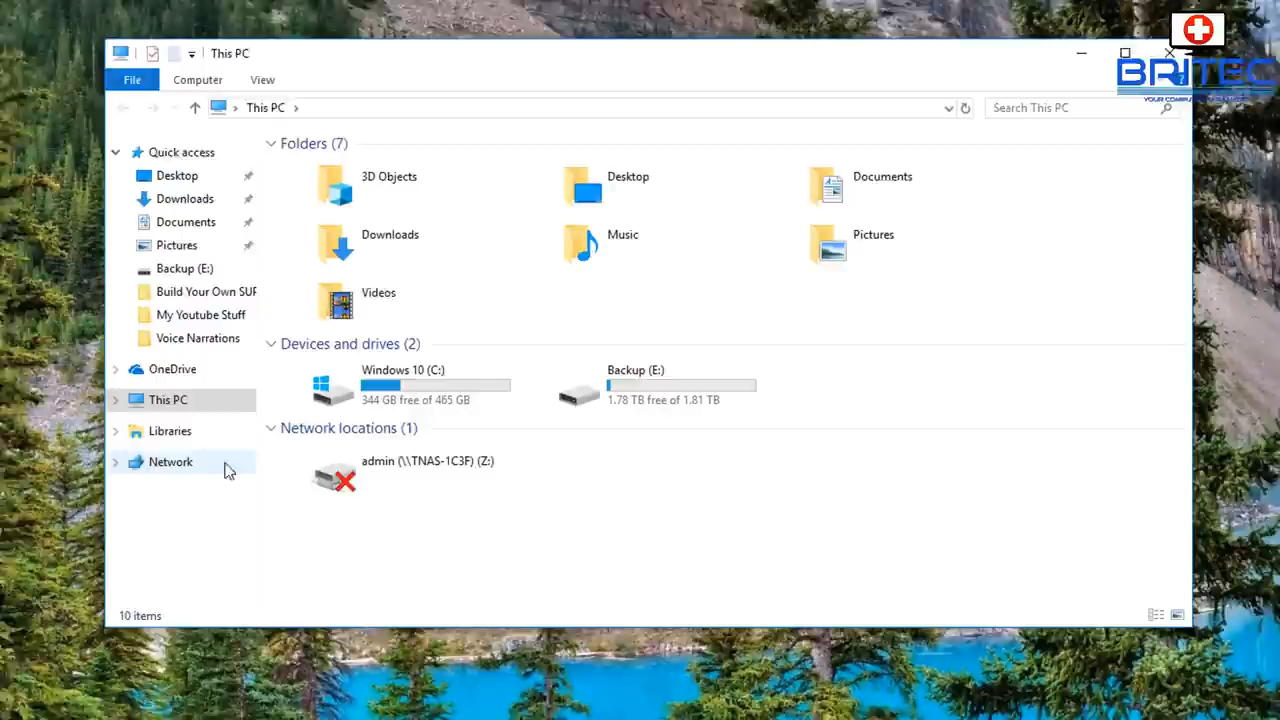 This PC
File
Computer
View
This PC
Search This PC
BRITEC
Quick access
Desktop
Downloads
Documents
Pictures
Backup (E:)
Build Your Own SUP
My Youtube Stuff
Voice Narrations
OneDrive
This PC
Libraries
Network
Folders (7)
3D Objects
Desktop
Documents
Downloads
Music
Pictures
Videos
Devices and drives (2)
Windows 10 (C:)
344 GB free of 465 GB
Backup (E:)
1.78 TB free of 1.81 TB
Network locations (1)
admin (\\TNAS-1C3F) (Z:)
10 items